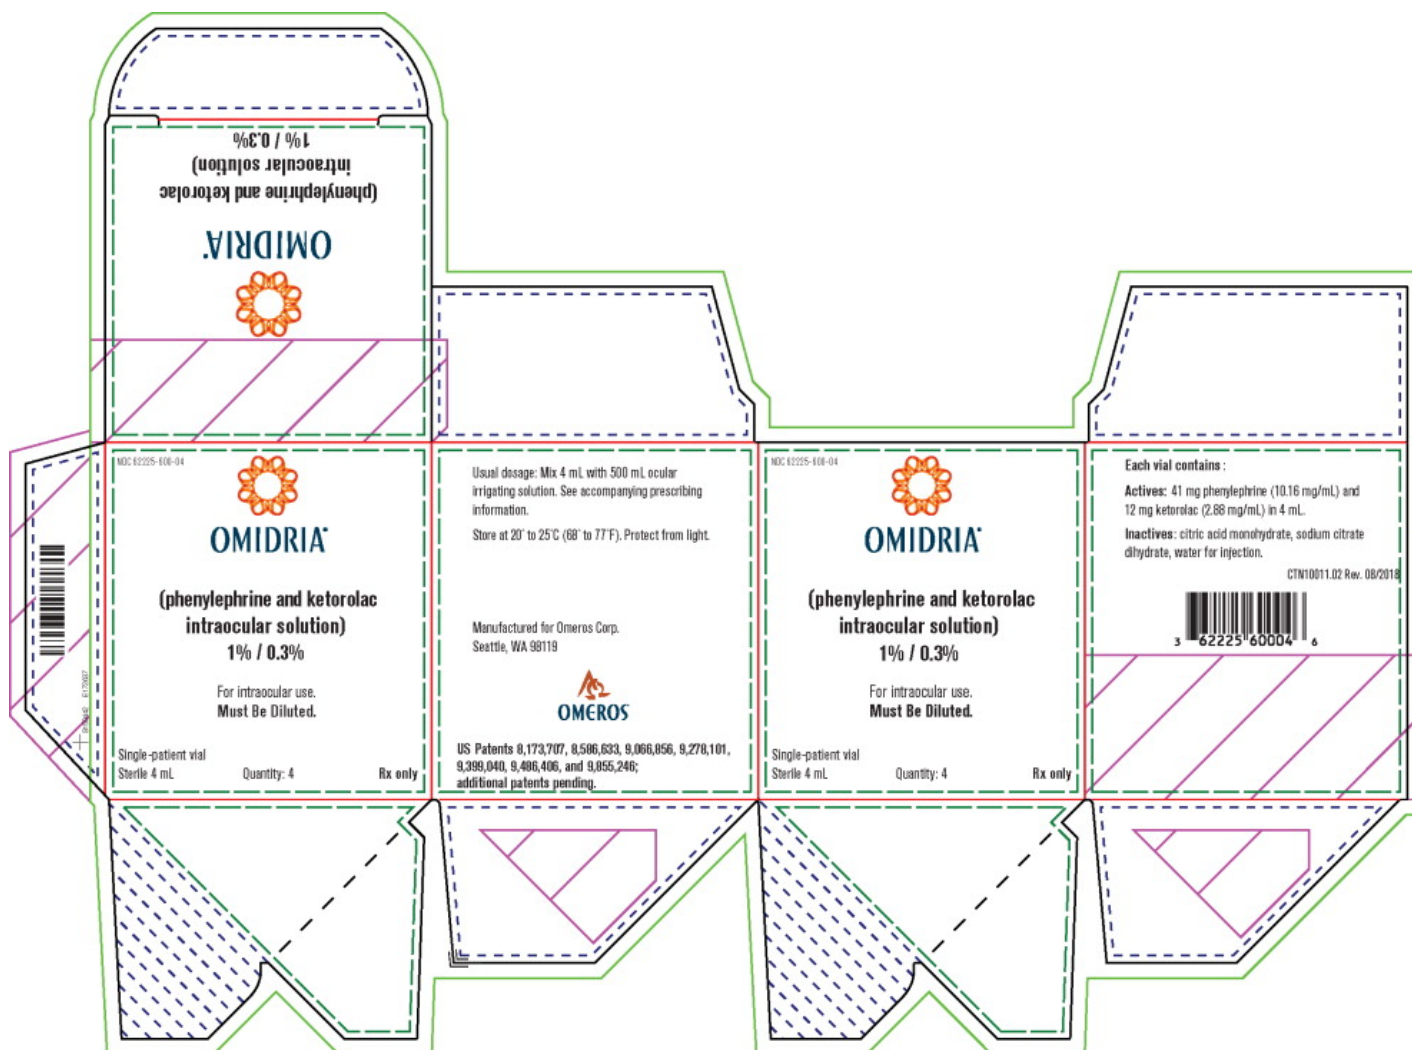 (phenylephrine and ketorolac
intraocular solution)
1% / 0.3%
OMIDRIA
NDC 62225-600-04
OMIDRIA
(phenylephrine and ketorolac
intraocular solution)
1% / 0.3%
For intraocular use.
Must Be Diluted.
Single-patient vial
Sterile 4 mL
Quantity: 4
Rx only
Usual dosage: Mix 4 mL with 500 mL ocular
irrigating solution. See accompanying prescribing
information.
Store at 20° to 25°C (68° to 77°F). Protect from light.
Manufactured for Omeros Corp.
Seattle, WA 98119
OMEROS
US Patents 8,173,707, 8,586,633, 9,066,856, 9,278,101,
9,399,040, 9,486,406, and 9,855,246;
additional patents pending.
NDC 62225-600-04
OMIDRIA
(phenylephrine and ketorolac
intraocular solution)
1% / 0.3%
For intraocular use.
Must Be Diluted.
Single-patient vial
Sterile 4 mL
Quantity: 4
Rx only
Each vial contains :
Actives: 41 mg phenylephrine (10.16 mg/mL) and
12 mg ketorolac (2.88 mg/mL) in 4 mL.
Inactives: citric acid monohydrate, sodium citrate
dihydrate, water for injection.
CTN10011.02 Rev. 08/2018
3 62225 60004 6